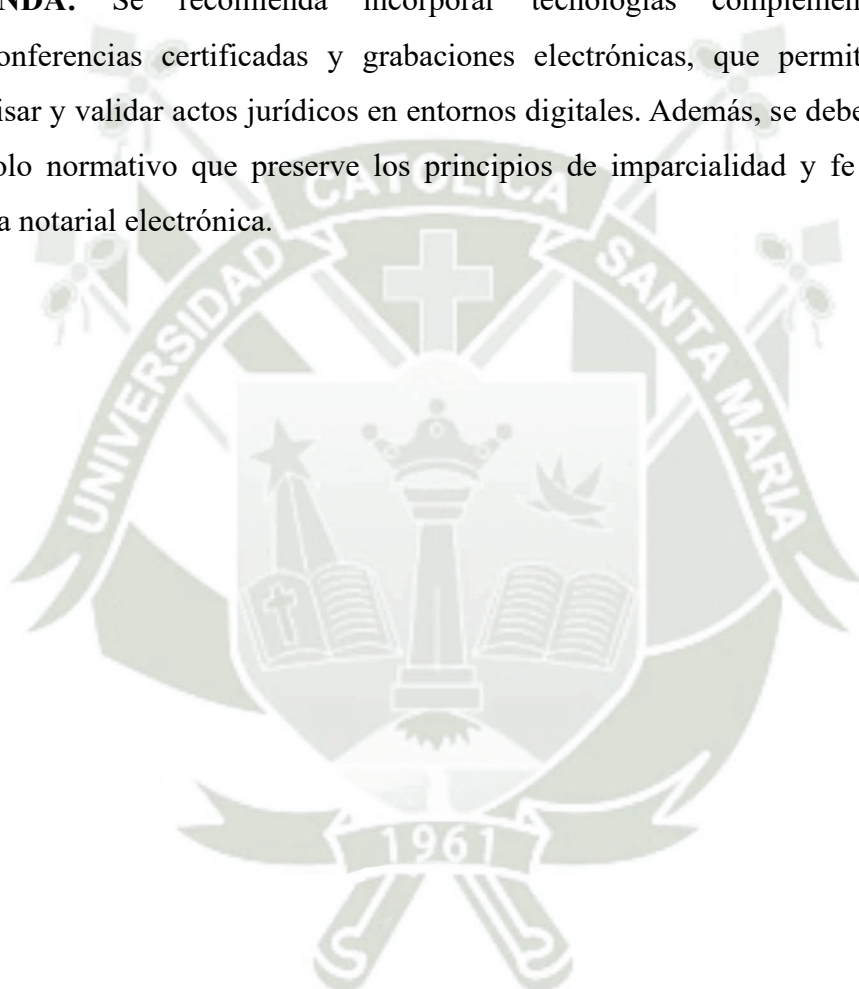 NDA: Se recomienda incorporar tecnologías complemen
onferencias certificadas y grabaciones electrónicas, que permit
isar y validar actos jurídicos en entornos digitales. Además, se debe
olo normativo que preserve los principios de imparcialidad y fe
a notarial electrónica.
UNIVERSIDAD CATOLICA SANTA MARIA
1961